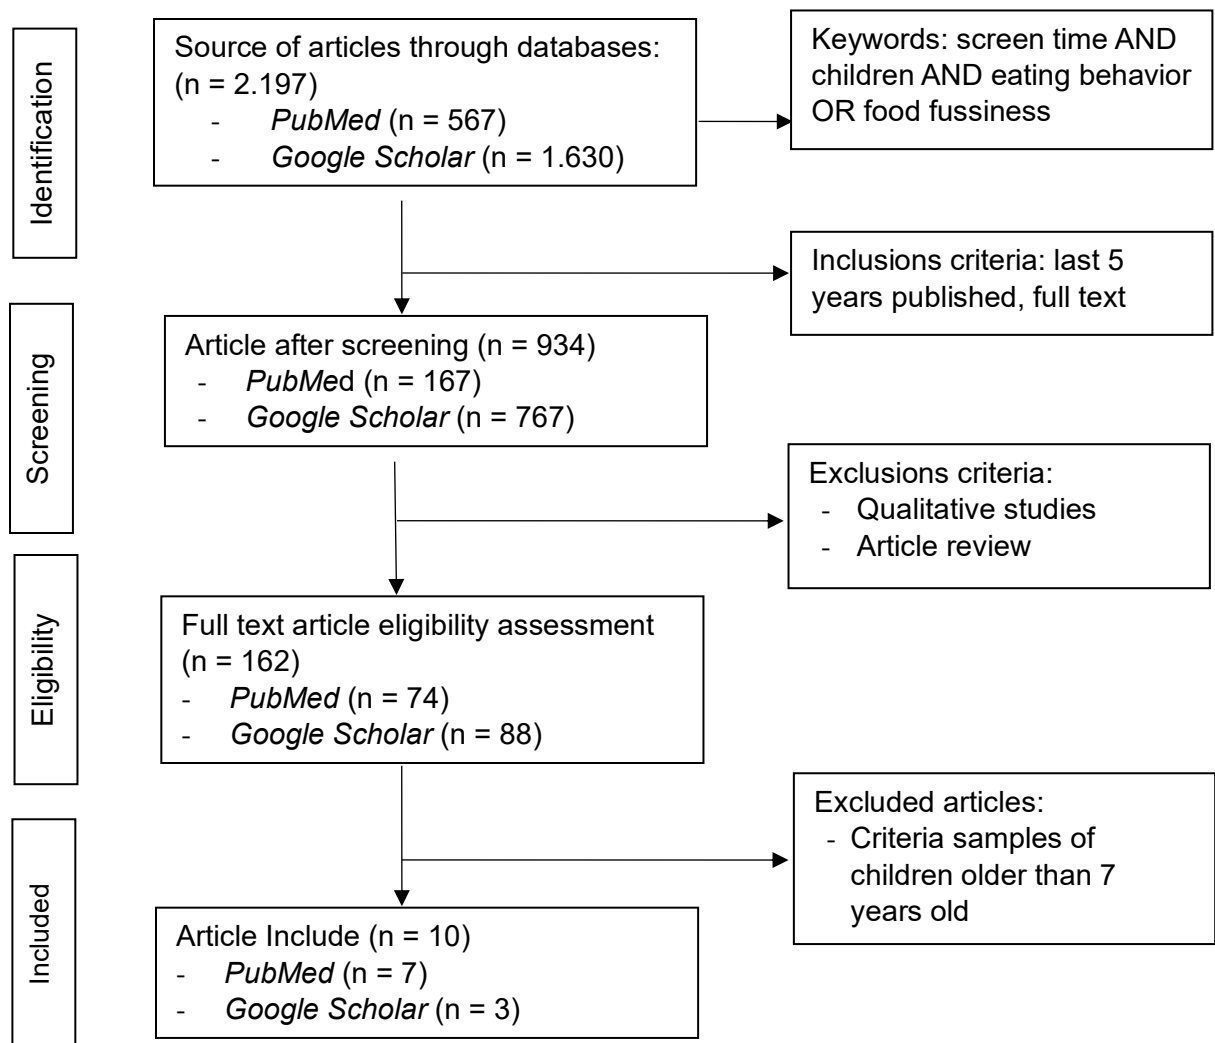 Identification
Source of articles through databases:
(n = 2.197)
- PubMed (n = 567)
- Google Scholar (n = 1.630)
Keywords: screen time AND
children AND eating behavior
OR food fussiness
Inclusions criteria: last 5
years published, full text
Screening
Article after screening (n = 934)
- PubMed (n = 167)
- Google Scholar (n = 767)
Exclusions criteria:
- Qualitative studies
- Article review
Eligibility
Full text article eligibility assessment
(n = 162)
- PubMed (n = 74)
- Google Scholar (n = 88)
Excluded articles:
- Criteria samples of
children older than 7
years old
Included
Article Include (n = 10)
- PubMed (n = 7)
- Google Scholar (n = 3)